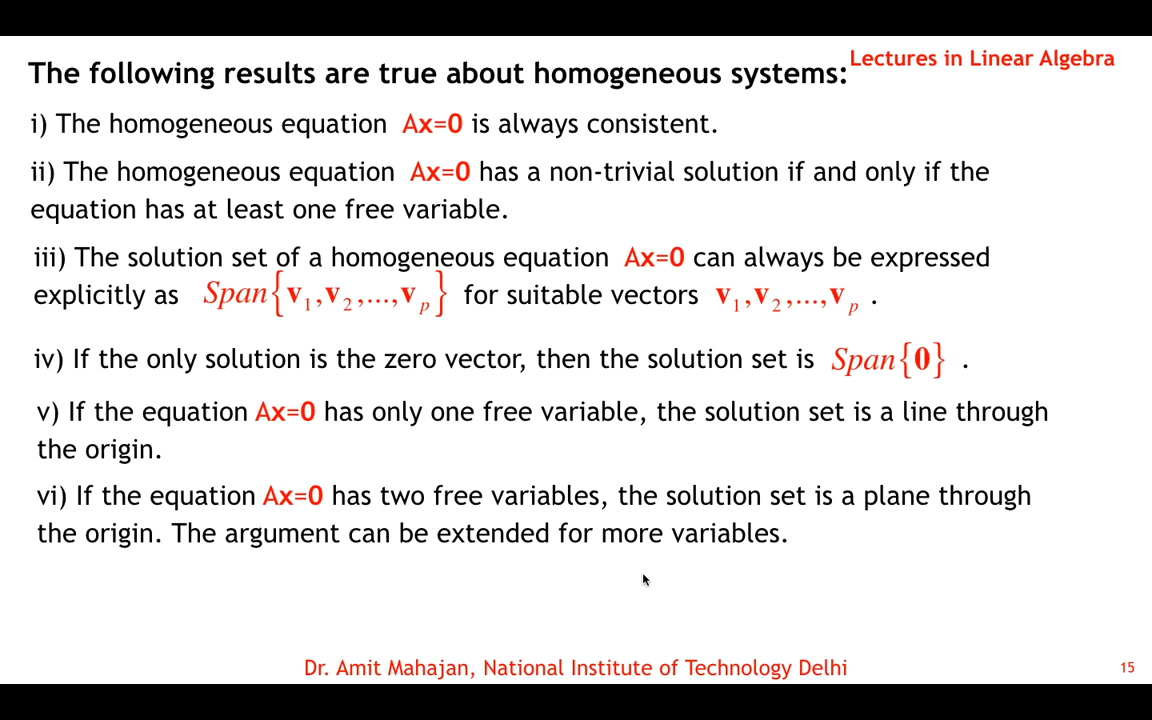 The following results are true about homogeneous systems:
Lectures in Linear Algebra
i) The homogeneous equation Ax=0 is always consistent.
ii) The homogeneous equation Ax=0 has a non-trivial solution if and only if the
equation has at least one free variable.
iii) The solution set of a homogeneous equation Ax=0 can always be expressed
explicitly as Span{v₁,v₂,...,vₚ} for suitable vectors v₁,v₂,...,vₚ .
iv) If the only solution is the zero vector, then the solution set is Span{0} .
v) If the equation Ax=0 has only one free variable, the solution set is a line through
the origin.
vi) If the equation Ax=0 has two free variables, the solution set is a plane through
the origin. The argument can be extended for more variables.
Dr. Amit Mahajan, National Institute of Technology Delhi
15